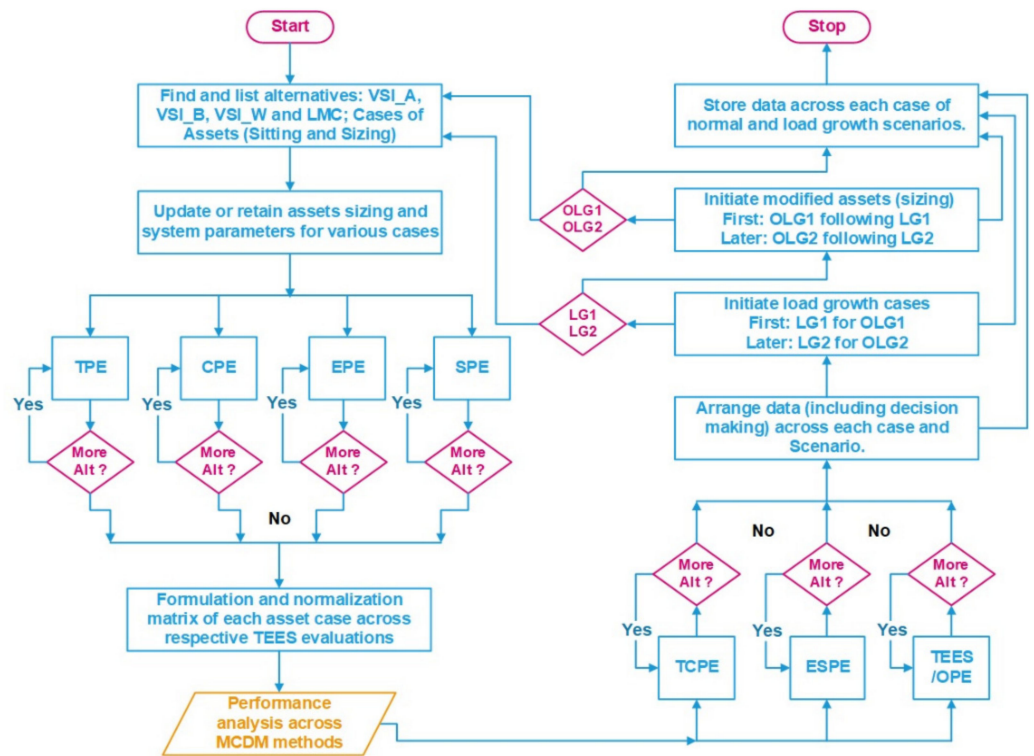 Start
Find and list alternatives: VSI_A,
VSI_B, VSI_W and LMC; Cases of
Assets (Sitting and Sizing)
Update or retain assets sizing and
system parameters for various cases
TPE
CPE
EPE
SPE
Yes
Yes
Yes
Yes
More
Alt ?
More
Alt ?
More
Alt ?
More
Alt ?
No
Formulation and normalization
matrix of each asset case across
respective TEES evaluations
Performance
analysis across
MCDM methods
Stop
Store data across each case of
normal and load growth scenarios.
OLG1
OLG2
Initiate modified assets (sizing)
First: OLG1 following LG1
Later: OLG2 following LG2
LG1
LG2
Initiate load growth cases
First: LG1 for OLG1
Later: LG2 for OLG2
Arrange data (including decision
making) across each case and
Scenario.
No
No
More
Alt ?
More
Alt ?
More
Alt ?
Yes
Yes
Yes
TCPE
ESPE
TEES
/OPE